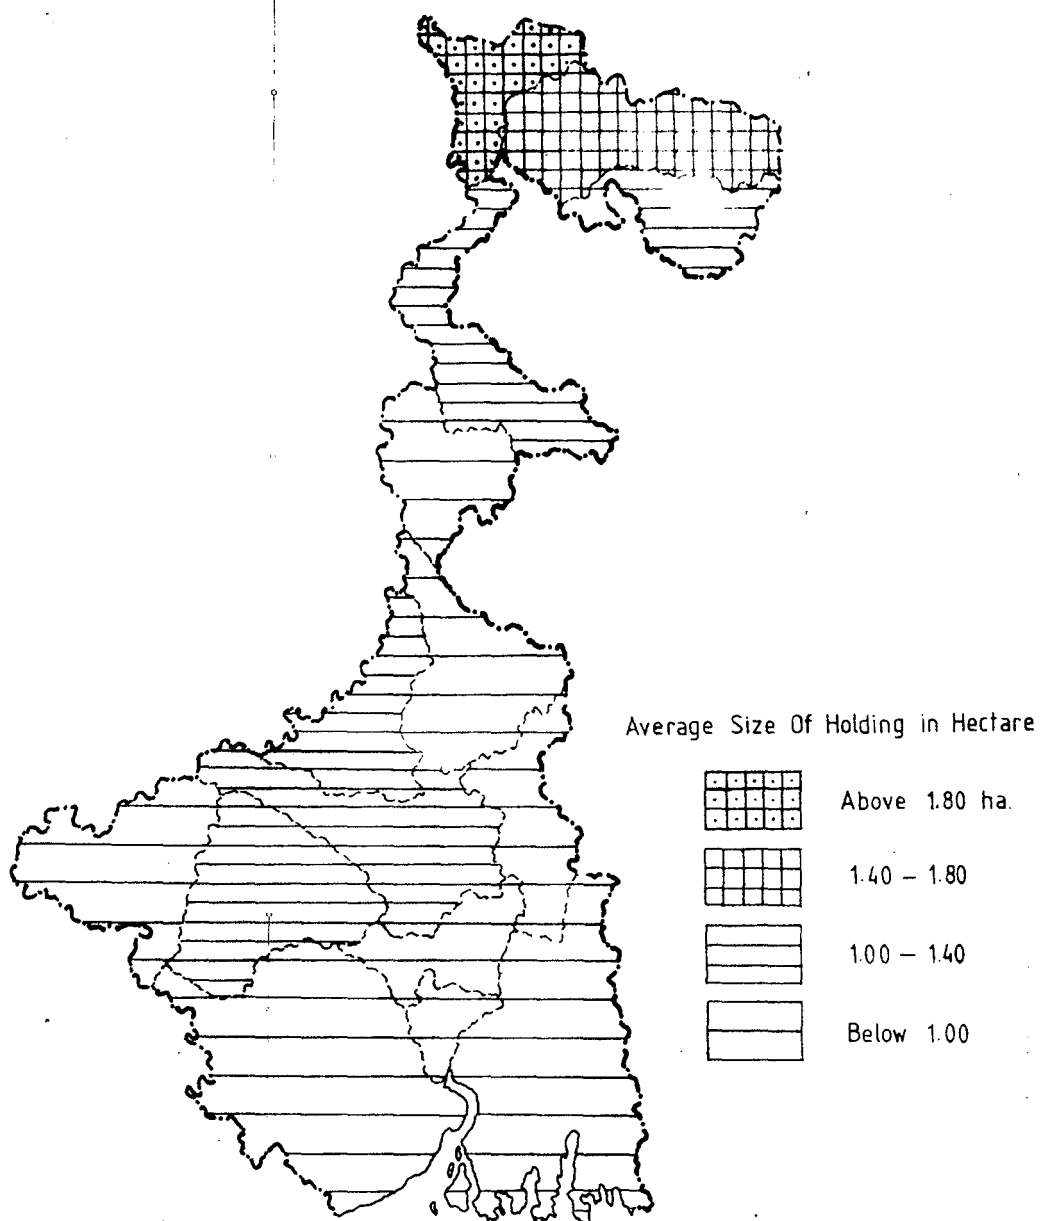 Average Size Of Holding in Hectare
Above 1.80 ha.
1.40 – 1.80
1.00 – 1.40
Below 1.00